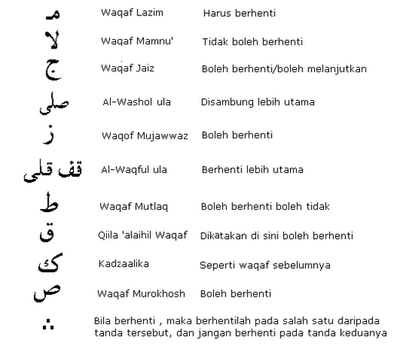 مـ Waqaf Lazim Harus berhenti
لا Waqaf Mamnu' Tidak boleh berhenti
ج Waqaf Jaiz Boleh berhenti/boleh melanjutkan
صلى Al-Washol ula Disambung lebih utama
ز Waqof Mujawwaz Boleh berhenti
قف قلى Al-Waqful ula Berhenti lebih utama
ط Waqaf Mutlaq Boleh berhenti boleh tidak
ق Qiila 'alaihil Waqaf Dikatakan di sini boleh berhenti
ك Kadzaalika Seperti waqaf sebelumnya
ص Waqaf Murokhosh Boleh berhenti
∴ Bila berhenti , maka berhentilah pada salah satu daripada
tanda tersebut, dan jangan berhenti pada tanda keduanya